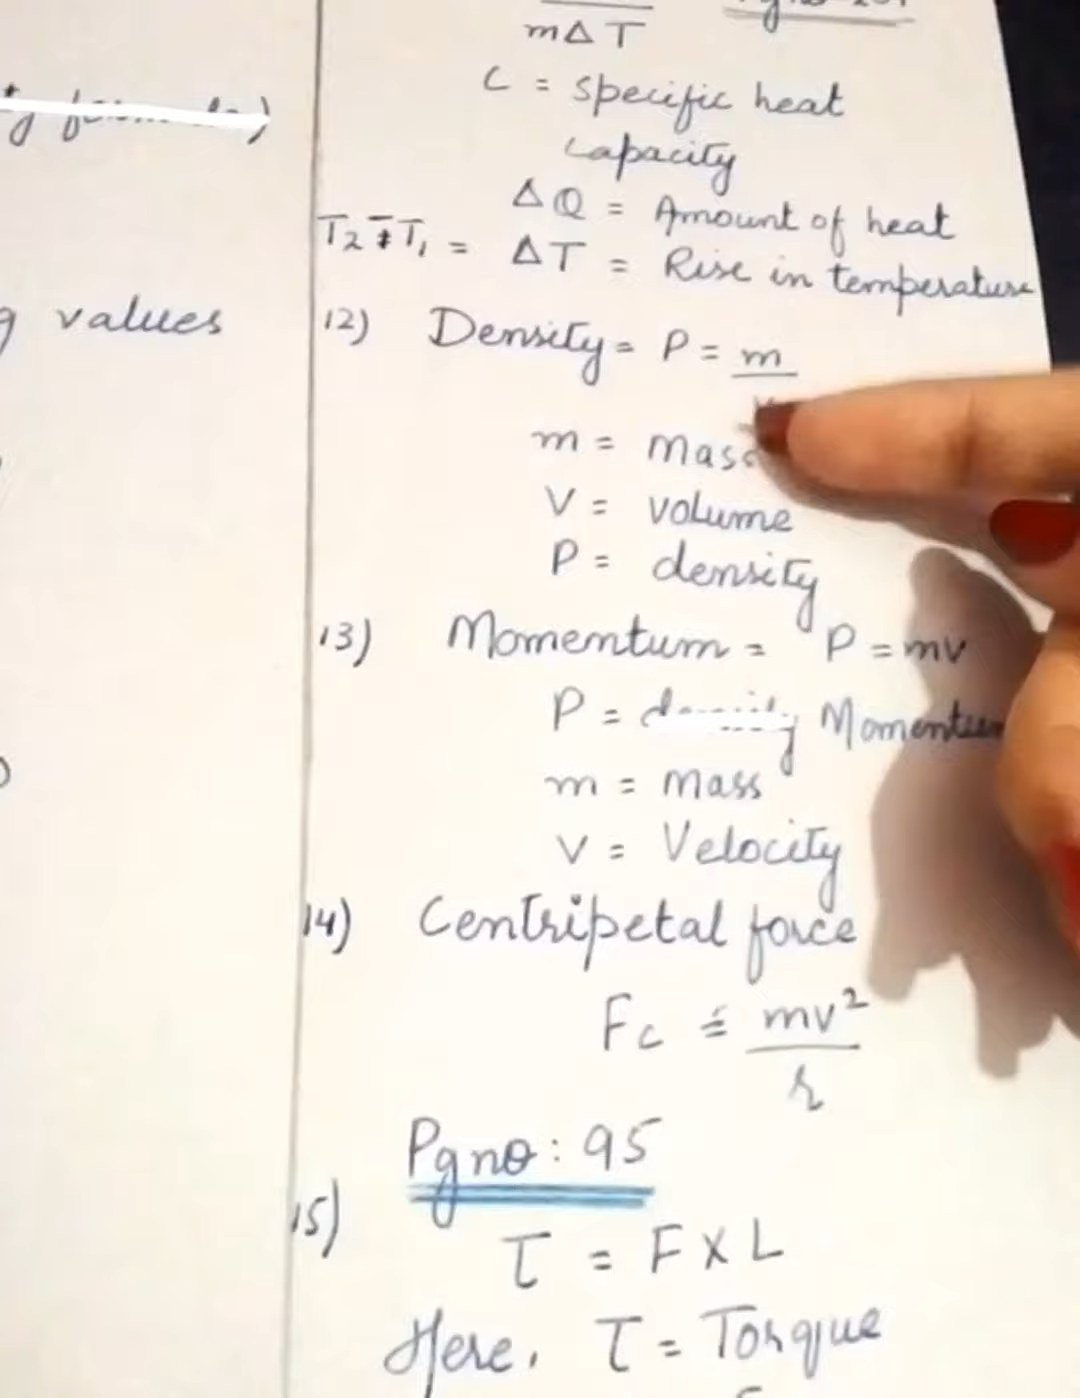 mΔT
C = specific heat
capacity
ΔQ = Amount of heat
T2 - T1 = ΔT = Rise in temperature
values
12) Density = P = m
m = Mass
V = volume
P = density
13) Momentum = P = mv
P = Momentum
m = Mass
V = Velocity
14) Centripetal force
Fc = mv²
r
Pg no: 95
15)
τ = F X L
Here, τ = Torque